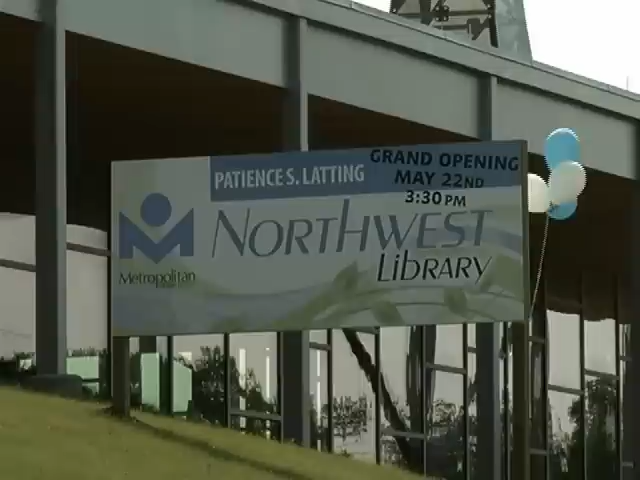 PATIENCE S. LATTING
GRAND OPENING
MAY 22ND
3:30 PM
NORTHWEST
LIBRARY
Metropolitan